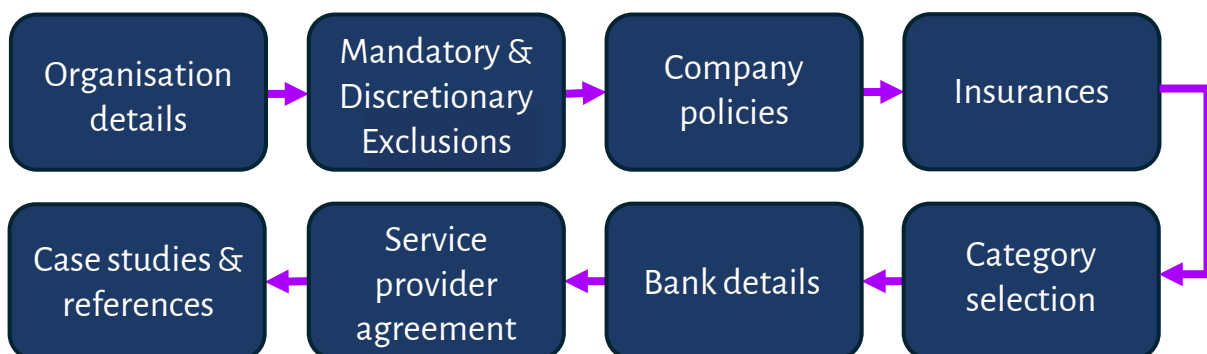 Organisation
details
Mandatory &
Discretionary
Exclusions
Company
policies
Insurances
Case studies &
references
Service
provider
agreement
Bank details
Category
selection